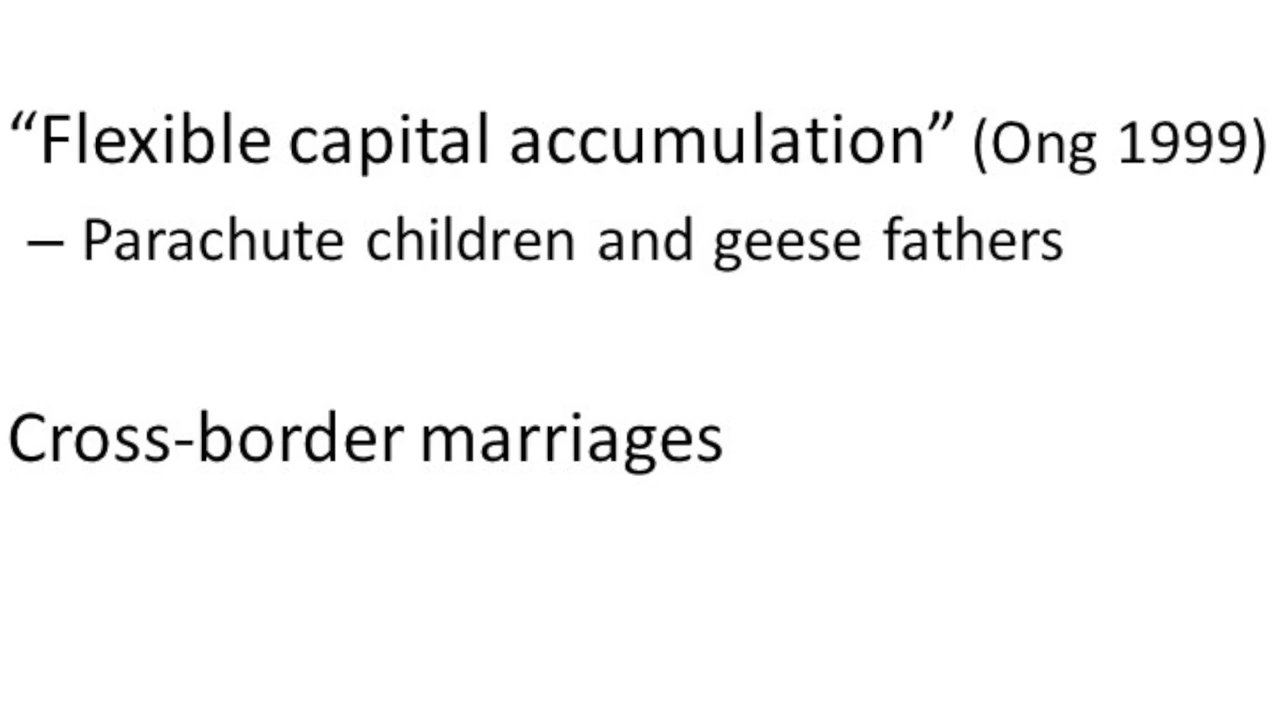 “Flexible capital accumulation” (Ong 1999)
– Parachute children and geese fathers
Cross-border marriages